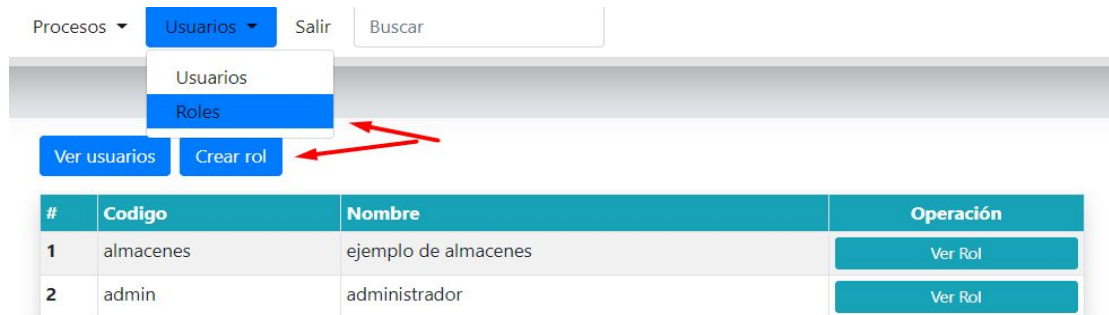 Procesos Usuarios Salir Buscar
Usuarios
Roles
Ver usuarios Crear rol
# Codigo Nombre Operación
1 almacenes ejemplo de almacenes Ver Rol
2 admin administrador Ver Rol